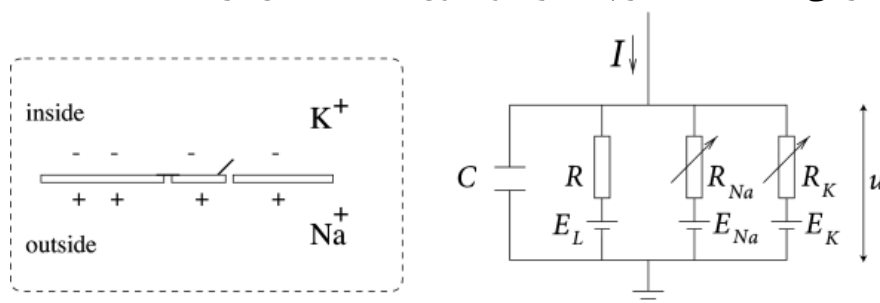 inside
K+
- - - -
+ + + +
Na+
outside
I
C
R
R_Na
R_K
u
E_L
E_Na
E_K